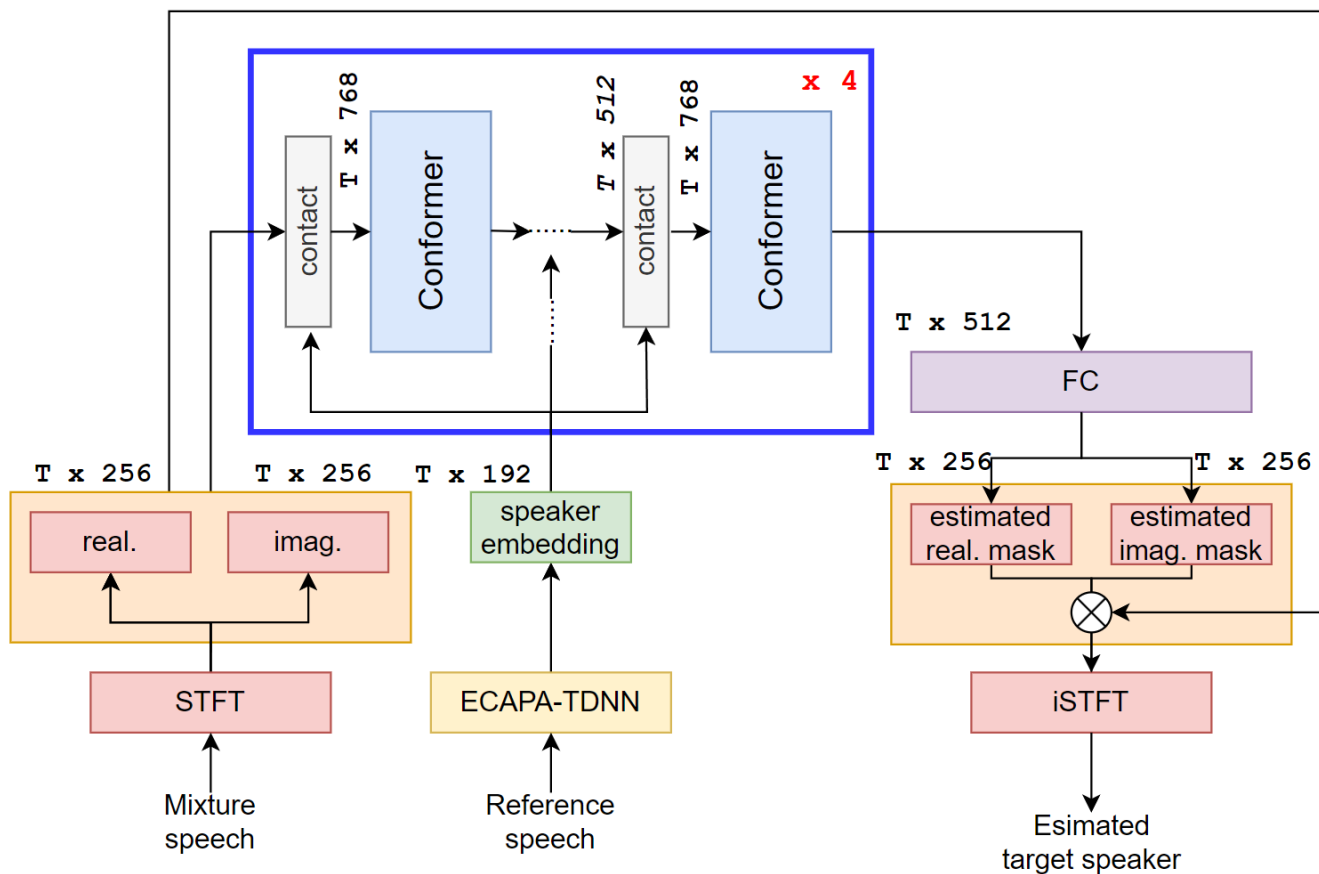 x 4
T x 768
T x 512
T x 768
contact
Conformer
contact
Conformer
T x 512
FC
T x 256
T x 256
T x 192
T x 256
T x 256
real.
imag.
speaker
embedding
estimated
real. mask
estimated
imag. mask
STFT
ECAPA-TDNN
iSTFT
Mixture
speech
Reference
speech
Esimated
target speaker